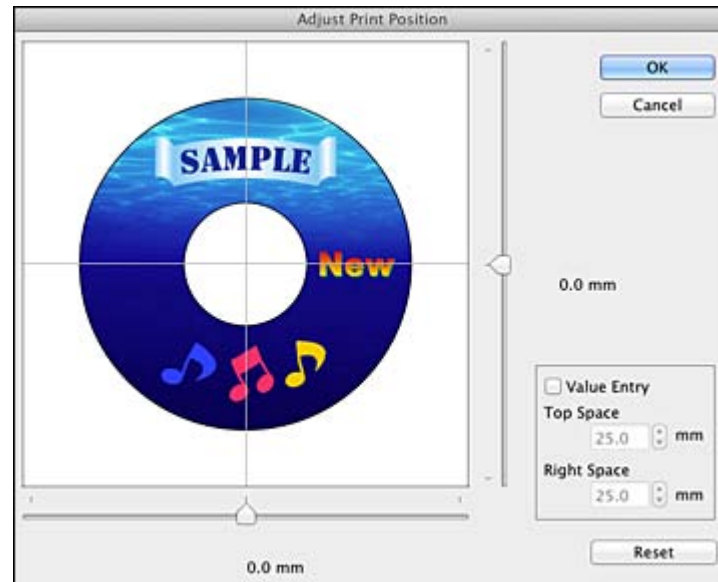 Adjust Print Position
OK
Cancel
SAMPLE
New
0.0 mm
Value Entry
Top Space
25.0 mm
Right Space
25.0 mm
Reset
0.0 mm